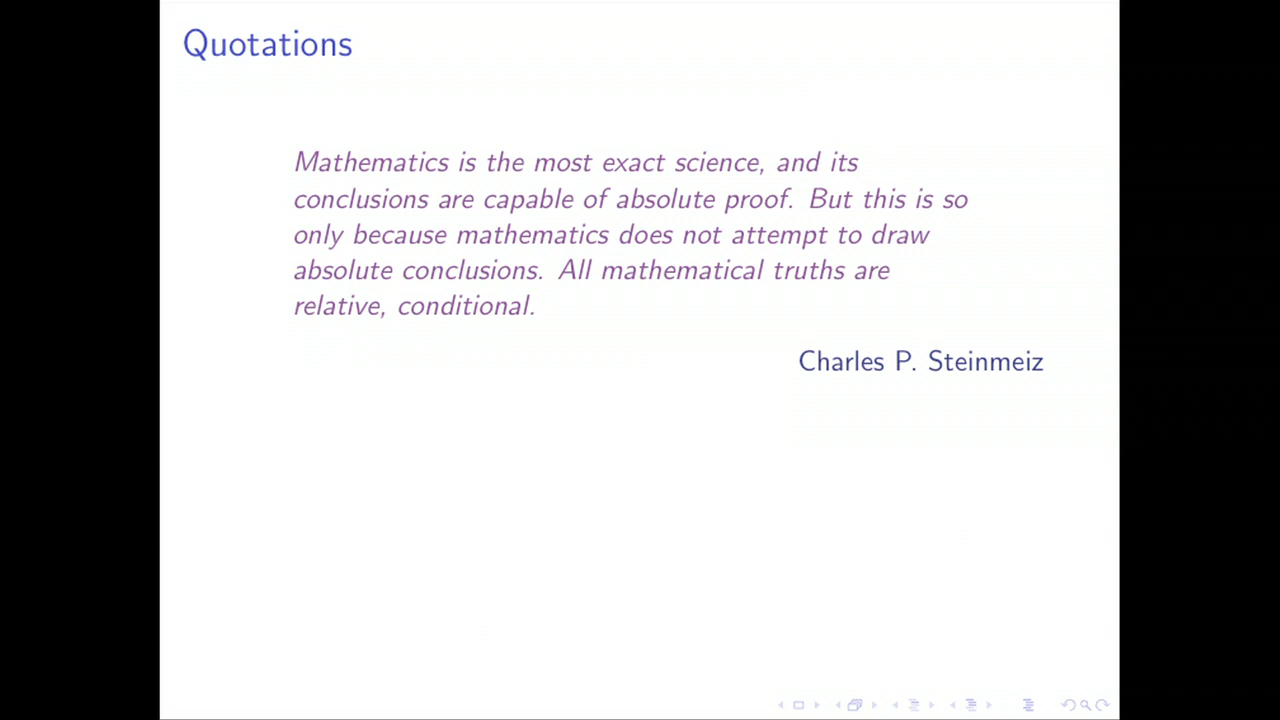 Quotations
Mathematics is the most exact science, and its
conclusions are capable of absolute proof. But this is so
only because mathematics does not attempt to draw
absolute conclusions. All mathematical truths are
relative, conditional.
Charles P. Steinmeiz